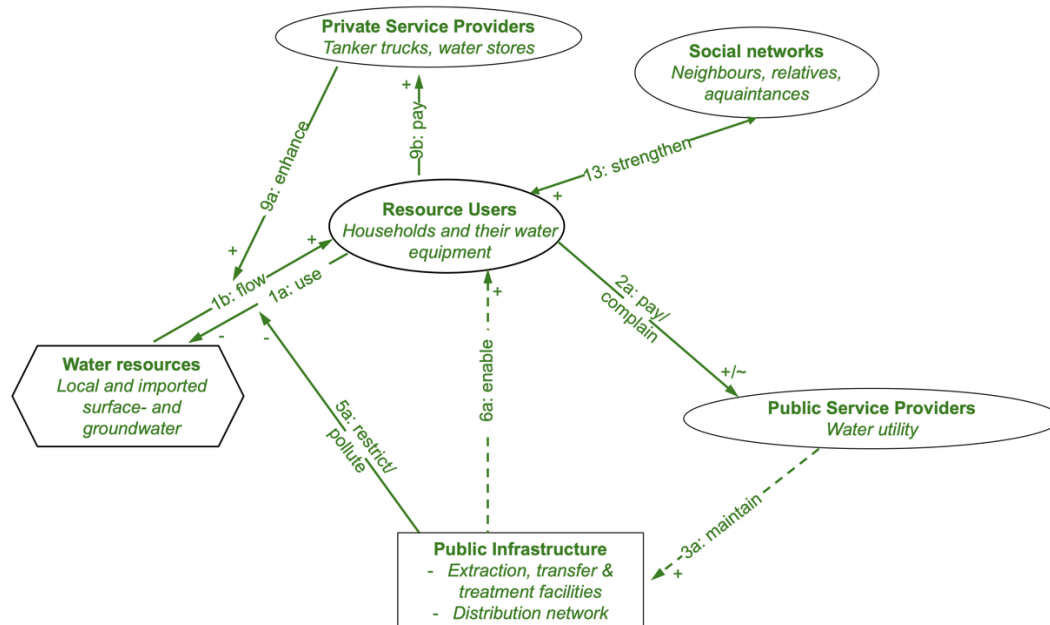 Private Service Providers
Tanker trucks, water stores
Social networks
Neighbours, relatives,
aquaintances
+
9b: pay
9a: enhance
13: strengthen
+
Resource Users
Households and their water
equipment
+
+
1b: flow
1a: use
+
2a: pay/
complain
-
-
6a: enable
+/~
Water resources
Local and imported
surface- and
groundwater
5a: restrict/
pollute
Public Service Providers
Water utility
3a: maintain
+
Public Infrastructure
- Extraction, transfer &
treatment facilities
- Distribution network